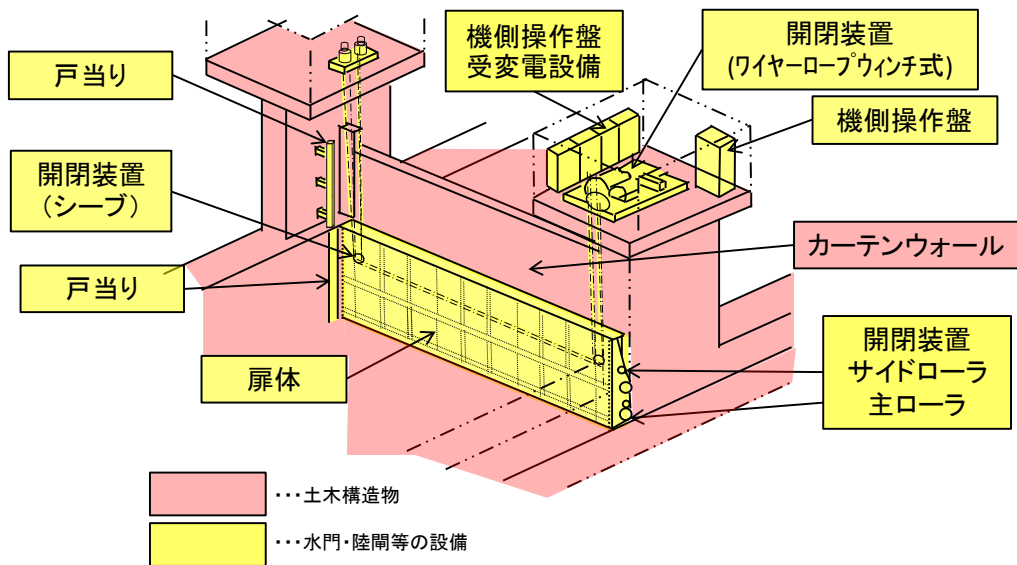 機側操作盤
受変電設備
開閉装置
(ワイヤーロープウィンチ式)
戸当り
機側操作盤
開閉装置
(シーブ)
カーテンウォール
戸当り
開閉装置
サイドローラ
主ローラ
扉体
・・・土木構造物
・・・水門・陸閘等の設備